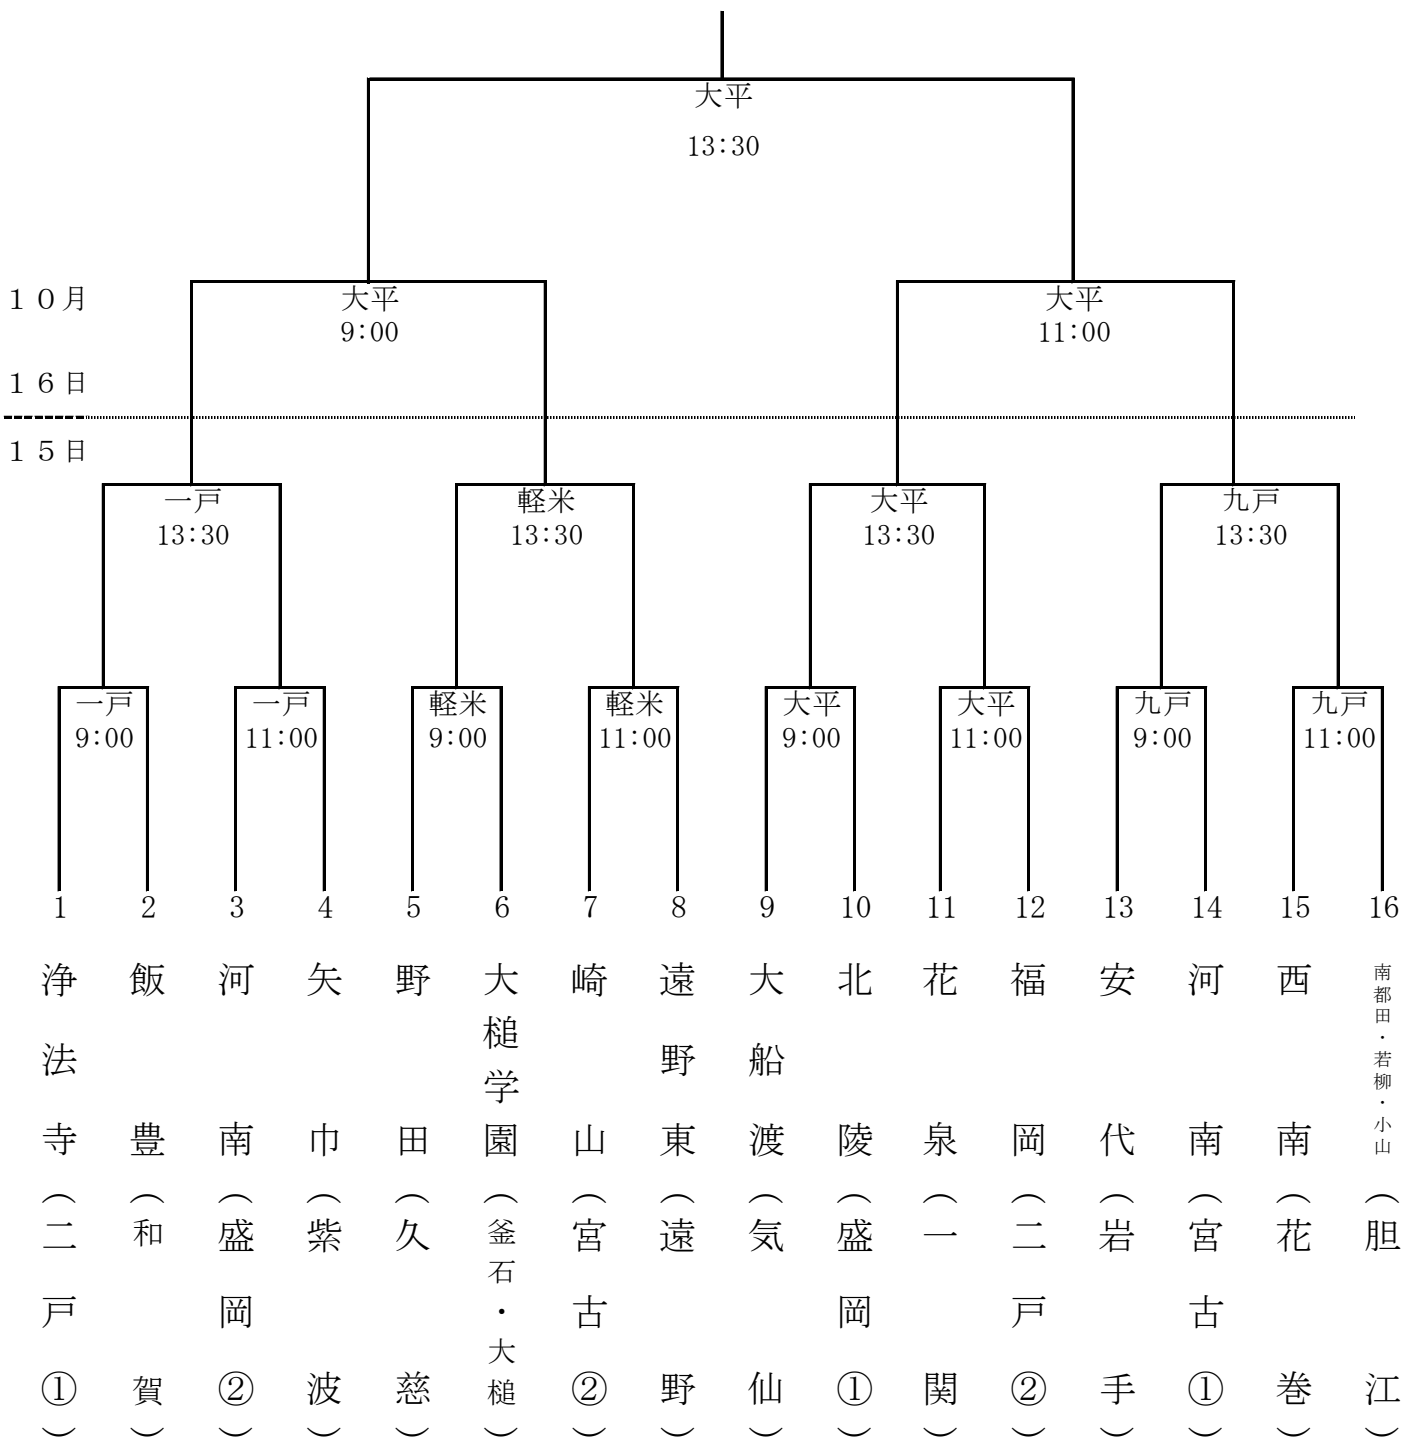 大平
13:30
１０月
大平
9:00
大平
11:00
１６日
１５日
一戸
13:30
軽米
13:30
大平
13:30
九戸
13:30
一戸
9:00
一戸
11:00
軽米
9:00
軽米
11:00
大平
9:00
大平
11:00
九戸
9:00
九戸
11:00
1
浄法寺（二戸①）
2
飯豊（和賀）
3
河南（盛岡②）
4
矢巾（紫波）
5
野田（久慈）
6
大槌学園（釜石・大槌）
7
崎山（宮古②）
8
遠野東（遠野）
9
大船渡（気仙）
10
北陵（盛岡①）
11
花泉（一関）
12
福岡（二戸②）
13
安代（岩手）
14
河南（宮古①）
15
西南（花巻）
16
南都田・若柳・小山（胆江）